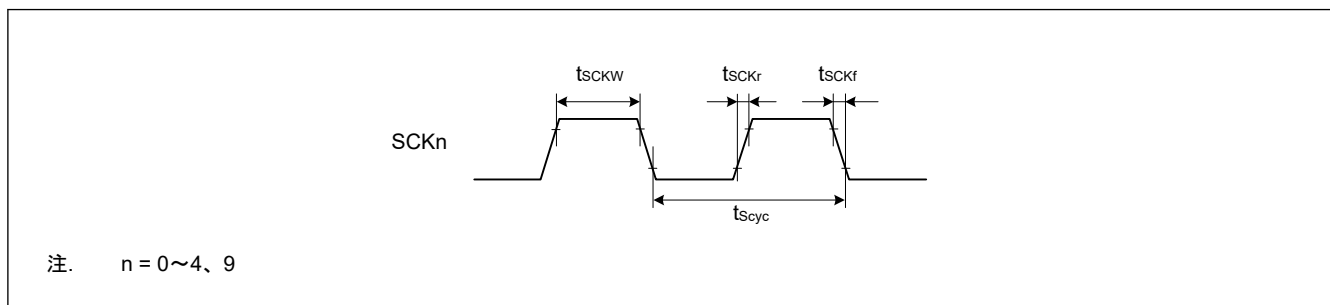 tSCKW tSCKr tSCKf
SCKn
tScyc
注. n = 0～4、9